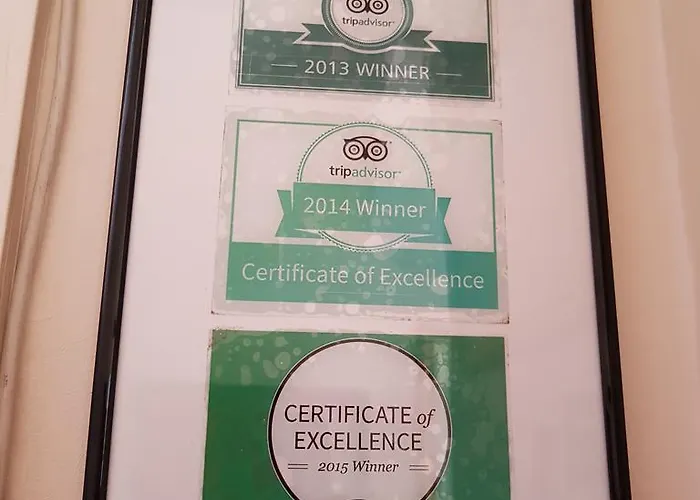 tripadvisor
2013 WINNER
tripadvisor
2014 Winner
Certificate of Excellence
CERTIFICATE of
EXCELLENCE
2015 Winner